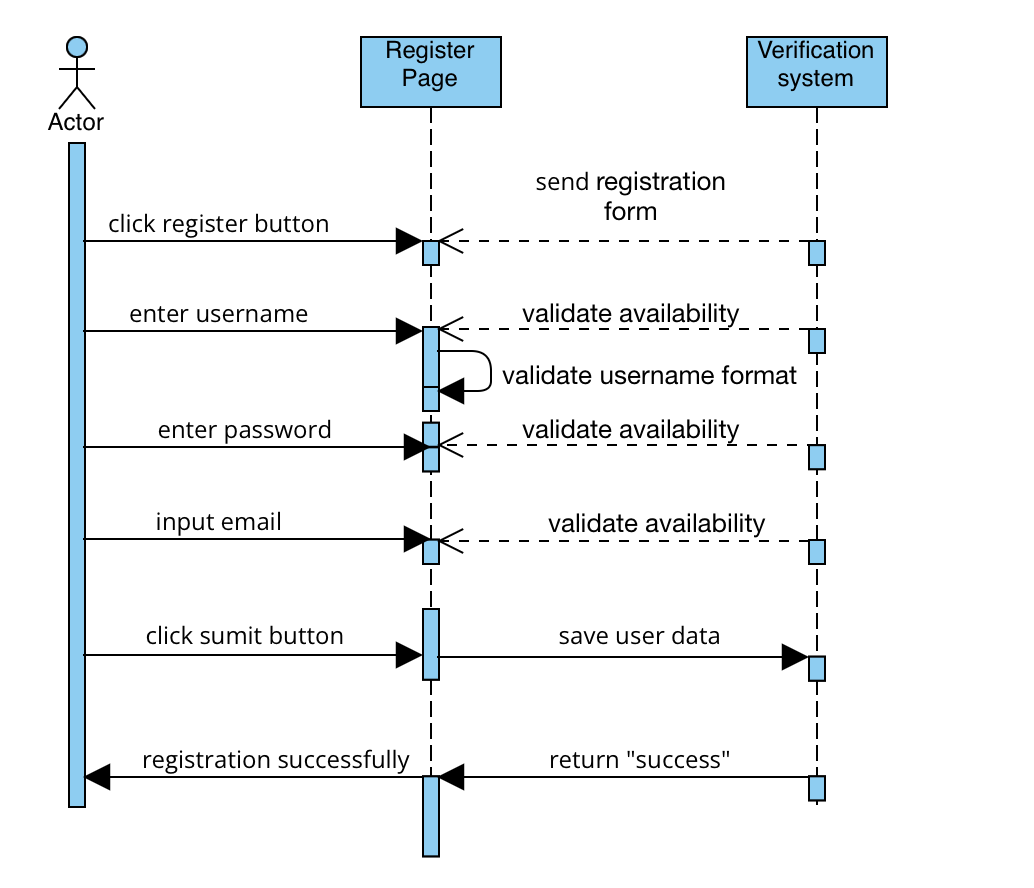 Register
Page
Verification
system
Actor
send registration
form
click register button
enter username
validate availability
validate username format
enter password
validate availability
input email
validate availability
click sumit button
save user data
registration successfully
return "success"